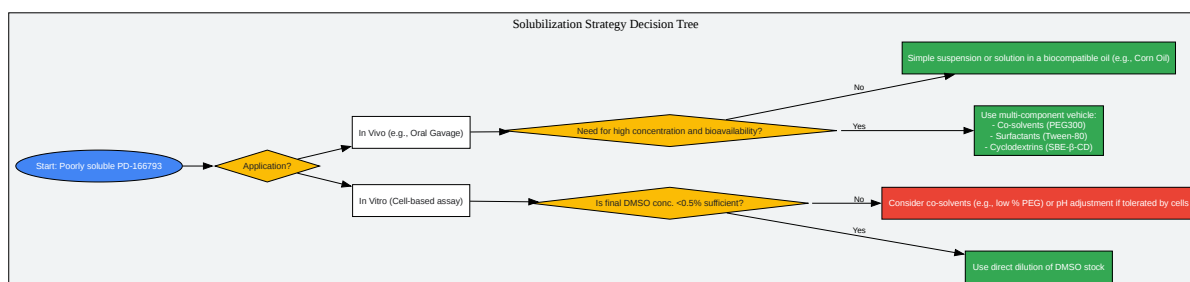 Solubilization Strategy Decision Tree
Simple suspension or solution in a biocompatible oil (e.g., Corn Oil)
No
In Vivo (e.g., Oral Gavage)
Need for high concentration and bioavailability?
Yes
Use multi-component vehicle:
- Co-solvents (PEG300)
- Surfactants (Tween-80)
- Cyclodextrins (SBE-β-CD)
Start: Poorly soluble PD-166793
Application?
In Vitro (Cell-based assay)
Is final DMSO conc. <0.5% sufficient?
No
Consider co-solvents (e.g., low % PEG) or pH adjustment if tolerated by cells
Yes
Use direct dilution of DMSO stock